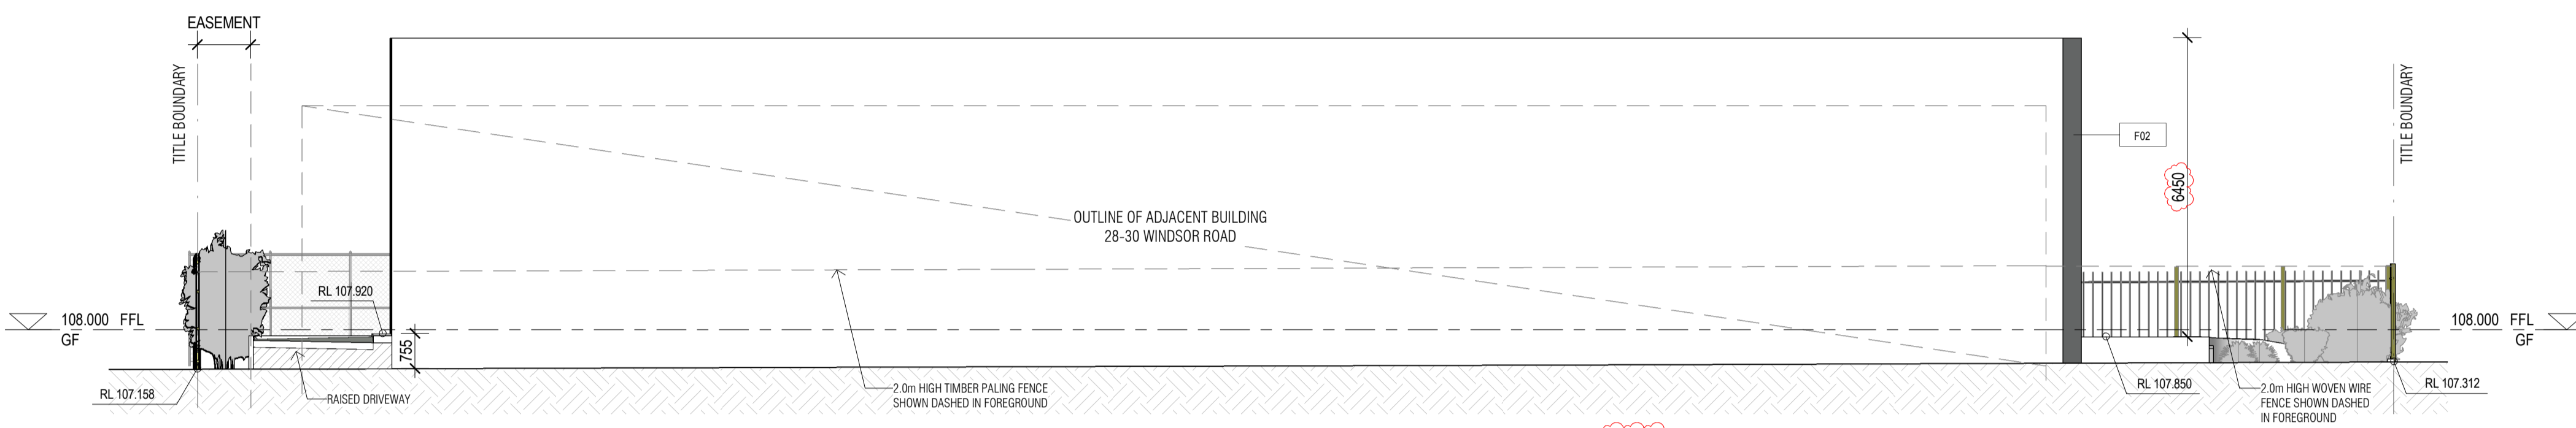 EASEMENT
TITLE BOUNDARY
TITLE BOUNDARY
F02
6450
OUTLINE OF ADJACENT BUILDING
28-30 WINDSOR ROAD
RL 107.920
108.000 FFL
GF
108.000 FFL
GF
755
RL 107.158
RAISED DRIVEWAY
2.0m HIGH TIMBER PALING FENCE
SHOWN DASHED IN FOREGROUND
RL 107.850
2.0m HIGH WOVEN WIRE
FENCE SHOWN DASHED
IN FOREGROUND
RL 107.312